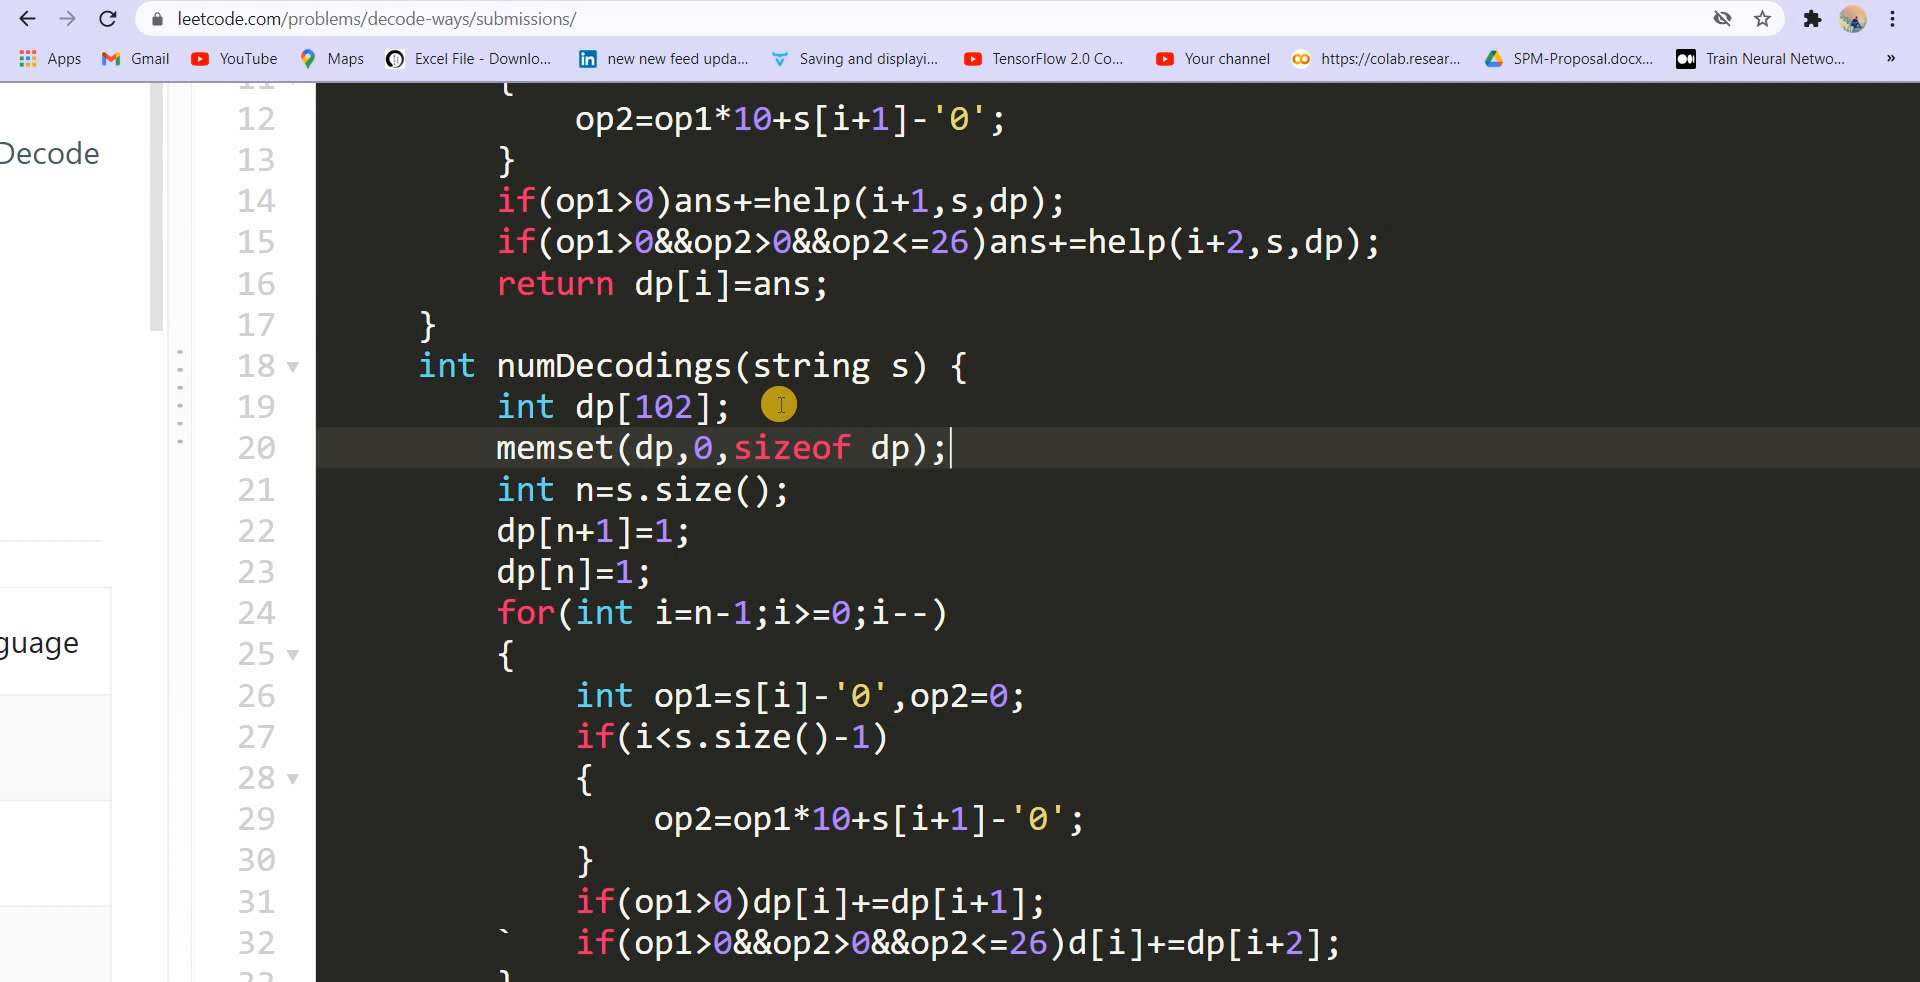 leetcode.com/problems/decode-ways/submissions/
Apps Gmail YouTube Maps Excel File - Downlo... new new feed upda... Saving and displayi... TensorFlow 2.0 Co... Your channel https://colab.resear... SPM-Proposal.docx... Train Neural Netwo... »
Decode
guage
11 {
12 op2=op1*10+s[i+1]-'0';
13 }
14 if(op1>0)ans+=help(i+1,s,dp);
15 if(op1>0&&op2>0&&op2<=26)ans+=help(i+2,s,dp);
16 return dp[i]=ans;
17 }
18 int numDecodings(string s) {
19 int dp[102];
20 memset(dp,0,sizeof dp);
21 int n=s.size();
22 dp[n+1]=1;
23 dp[n]=1;
24 for(int i=n-1;i>=0;i--)
25 {
26 int op1=s[i]-'0',op2=0;
27 if(i<s.size()-1)
28 {
29 op2=op1*10+s[i+1]-'0';
30 }
31 if(op1>0)dp[i]+=dp[i+1];
32 ` if(op1>0&&op2>0&&op2<=26)d[i]+=dp[i+2];
33 }